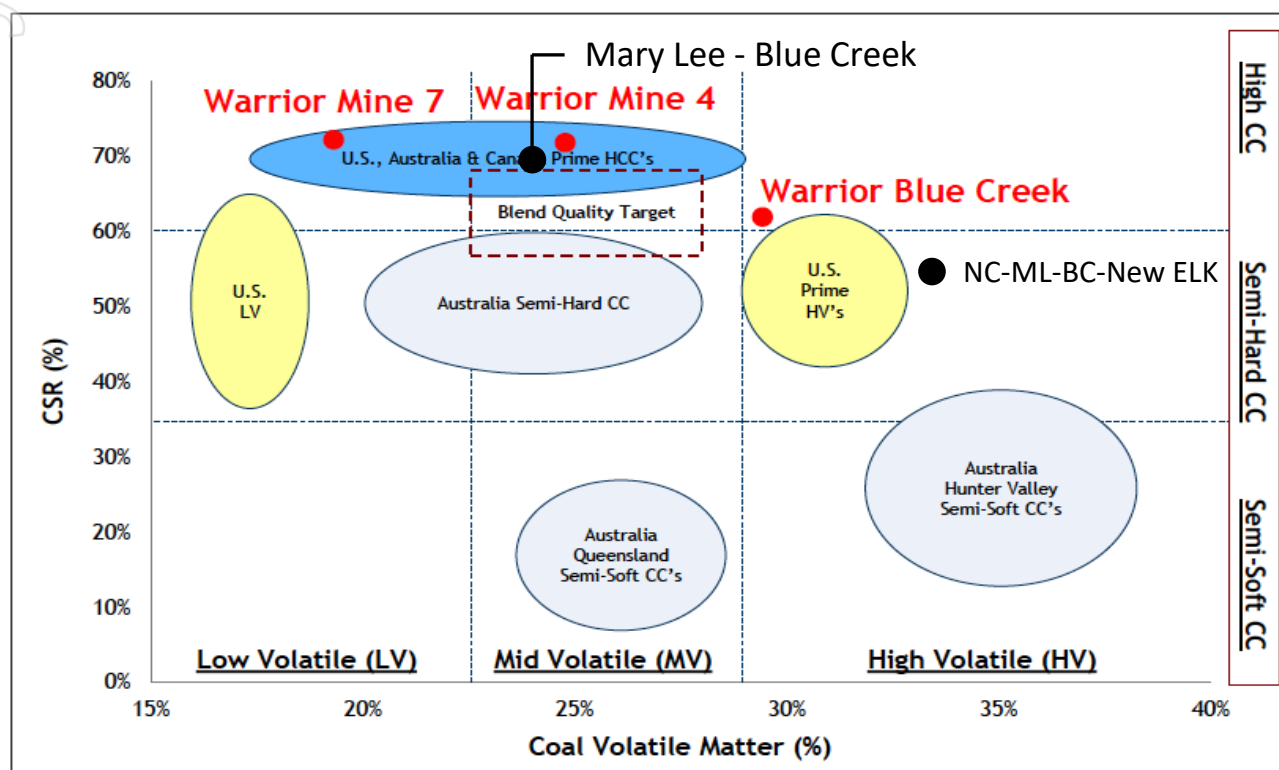 Mary Lee - Blue Creek
80%
Warrior Mine 7
Warrior Mine 4
High CC
70%
U.S., Australia & Prime HCC's
Warrior Blue Creek
Blend Quality Target
60%
NC-ML-BC-New ELK
U.S.
LV
Australia Semi-Hard CC
U.S.
Prime
HV's
Semi-Hard CC
50%
CSR (%)
40%
30%
Australia
Hunter Valley
Semi-Soft CC's
20%
Australia
Queensland
Semi-Soft CC's
Semi-Soft CC
10%
Low Volatile (LV)
Mid Volatile (MV)
High Volatile (HV)
0%
15%
20%
25%
30%
35%
40%
Coal Volatile Matter (%)